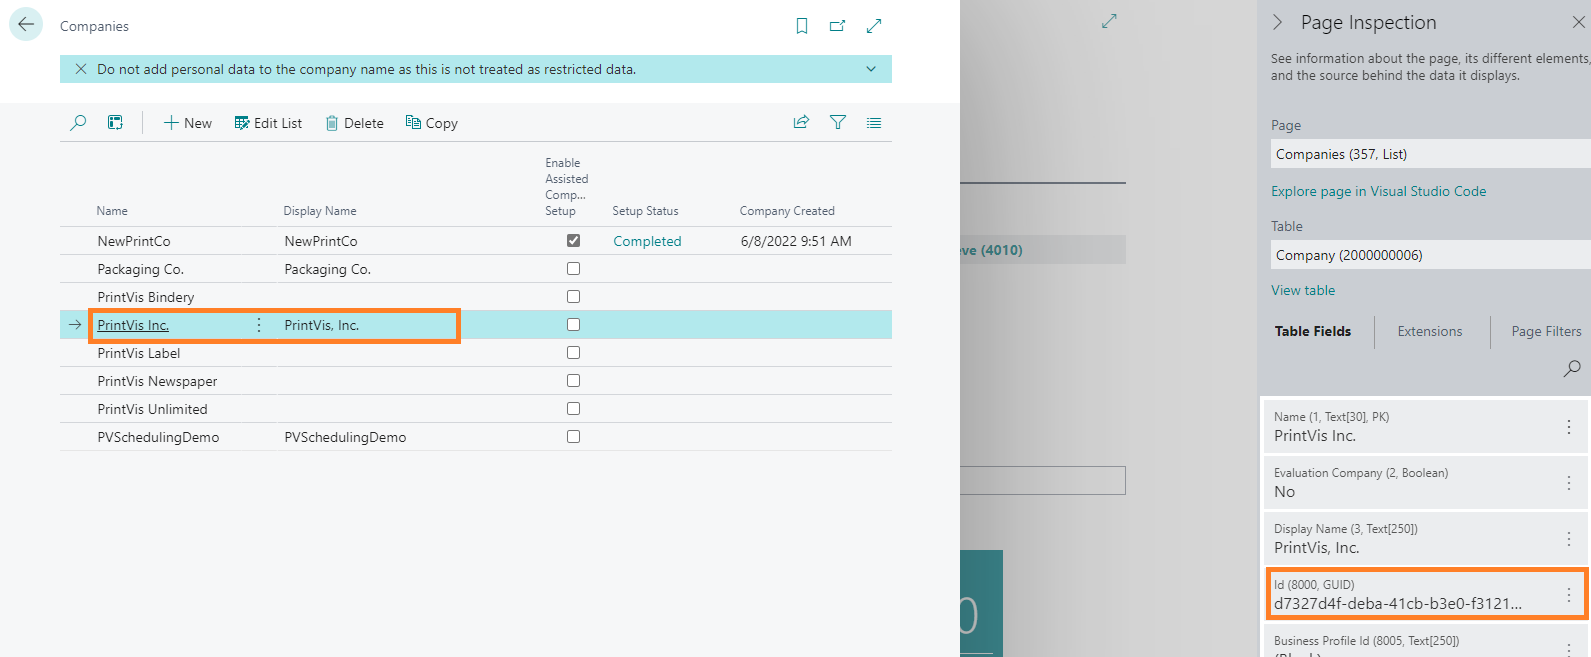 Companies
Do not add personal data to the company name as this is not treated as restricted data.
New
Edit List
Delete
Copy
Name
Display Name
Enable
Assisted
Comp...
Setup
Setup Status
Company Created
NewPrintCo
NewPrintCo
Completed
6/8/2022 9:51 AM
Packaging Co.
Packaging Co.
PrintVis Bindery
PrintVis Inc.
PrintVis, Inc.
PrintVis Label
PrintVis Newspaper
PrintVis Unlimited
PVSchedulingDemo
PVSchedulingDemo
eve (4010)
0
Page Inspection
See information about the page, its different elements,
and the source behind the data it displays.
Page
Companies (357, List)
Explore page in Visual Studio Code
Table
Company (2000000006)
View table
Table Fields
Extensions
Page Filters
Name (1, Text[30], PK)
PrintVis Inc.
Evaluation Company (2, Boolean)
No
Display Name (3, Text[250])
PrintVis, Inc.
Id (8000, GUID)
d7327d4f-deba-41cb-b3e0-f3121...
Business Profile Id (8005, Text[250])